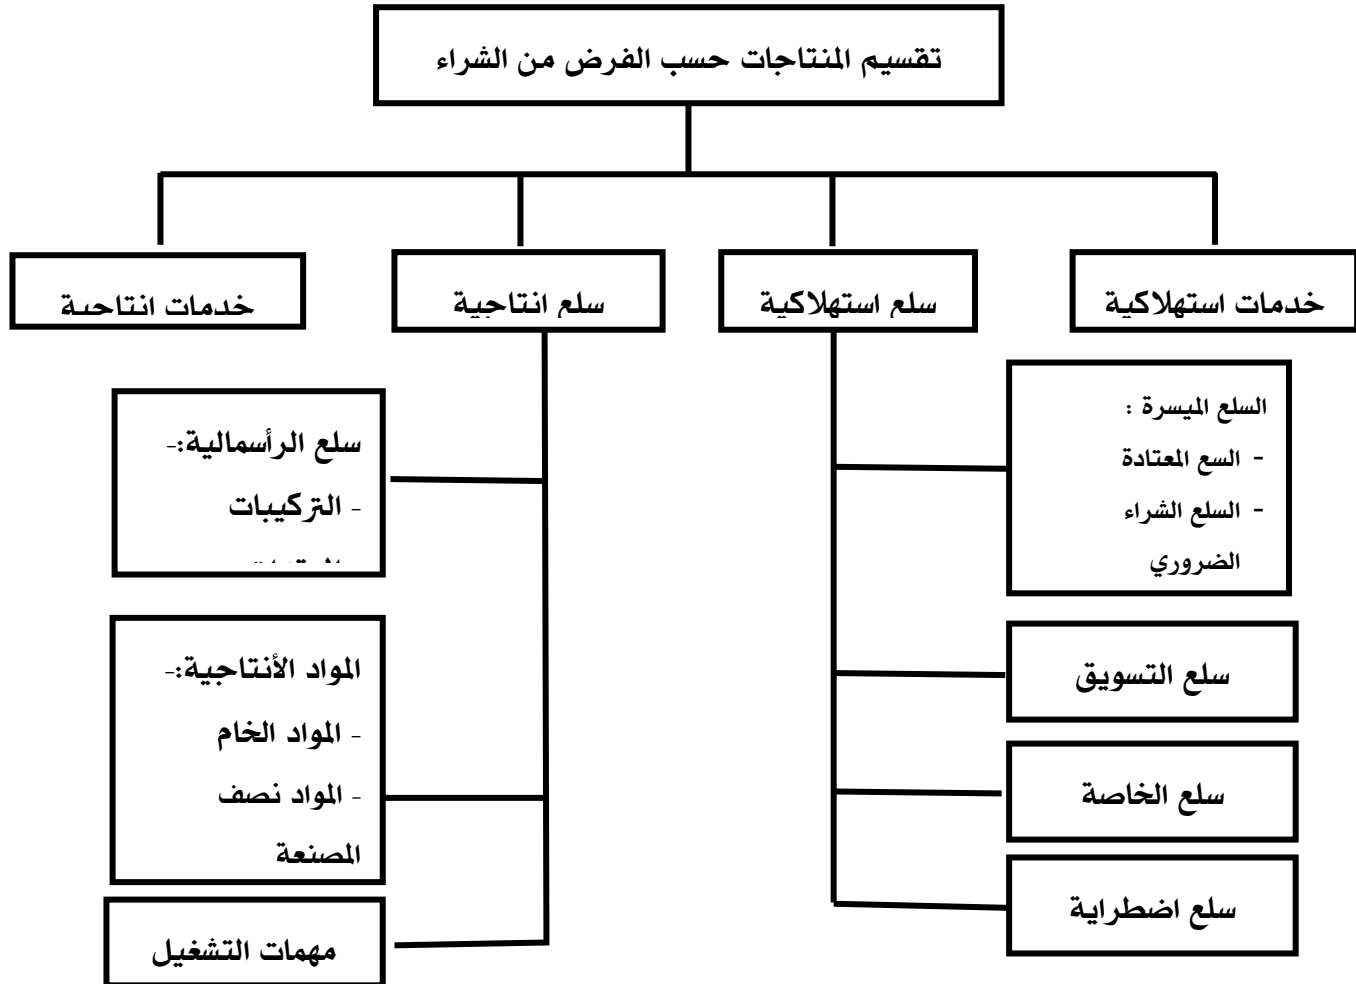 تقسيم المنتاجات حسب الفرض من الشراء
خدمات استهلاكية
سلع استهلاكية
سلع انتاجية
خدمات انتاجية
السلع الميسرة :
- السع المعتادة
- السلع الشراء
الضروري
سلع التسويق
سلع الخاصة
سلع اضطراية
سلع الرأسمالية:-
- التركيبات
المواد الأنتاجية:-
- المواد الخام
- المواد نصف
المصنعة
مهمات التشغيل